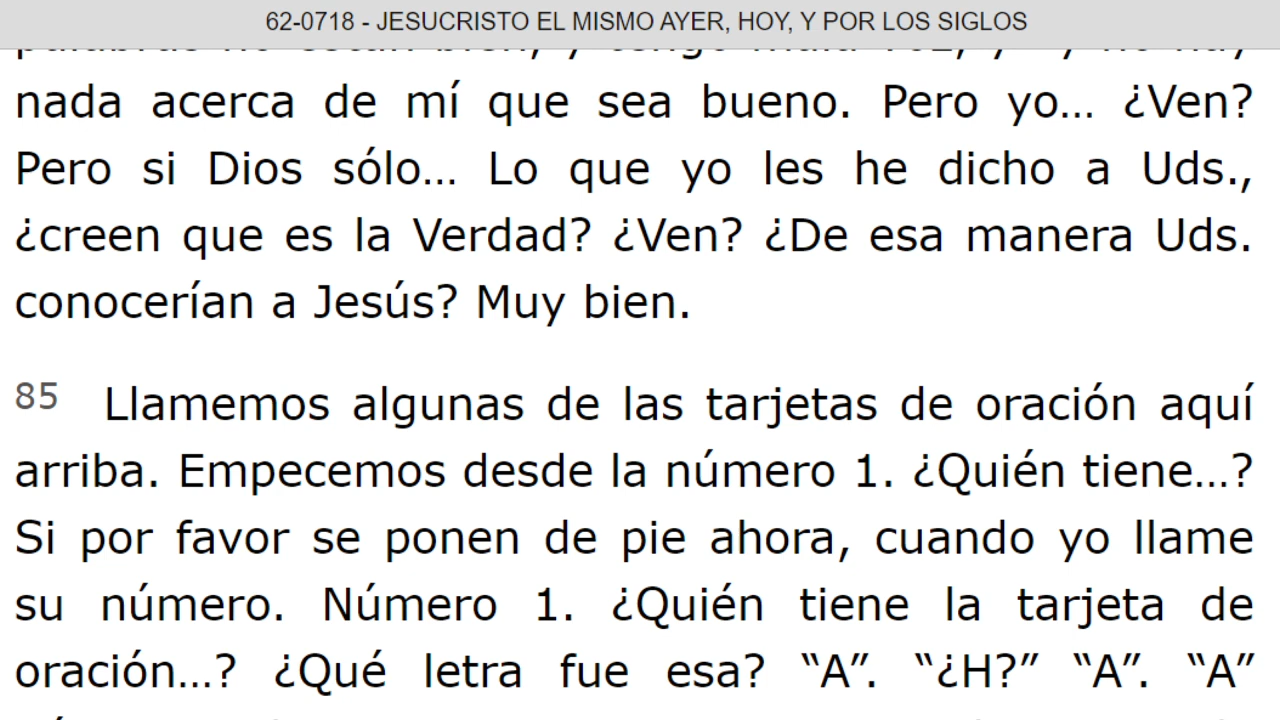 62-0718 - JESUCRISTO EL MISMO AYER, HOY, Y POR LOS SIGLOS
nada acerca de mí que sea bueno. Pero yo… ¿Ven?
Pero si Dios sólo… Lo que yo les he dicho a Uds.,
¿creen que es la Verdad? ¿Ven? ¿De esa manera Uds.
conocerían a Jesús? Muy bien.
85 Llamemos algunas de las tarjetas de oración aquí
arriba. Empecemos desde la número 1. ¿Quién tiene…?
Si por favor se ponen de pie ahora, cuando yo llame
su número. Número 1. ¿Quién tiene la tarjeta de
oración…? ¿Qué letra fue esa? “A”. “¿H?” “A”. “A”